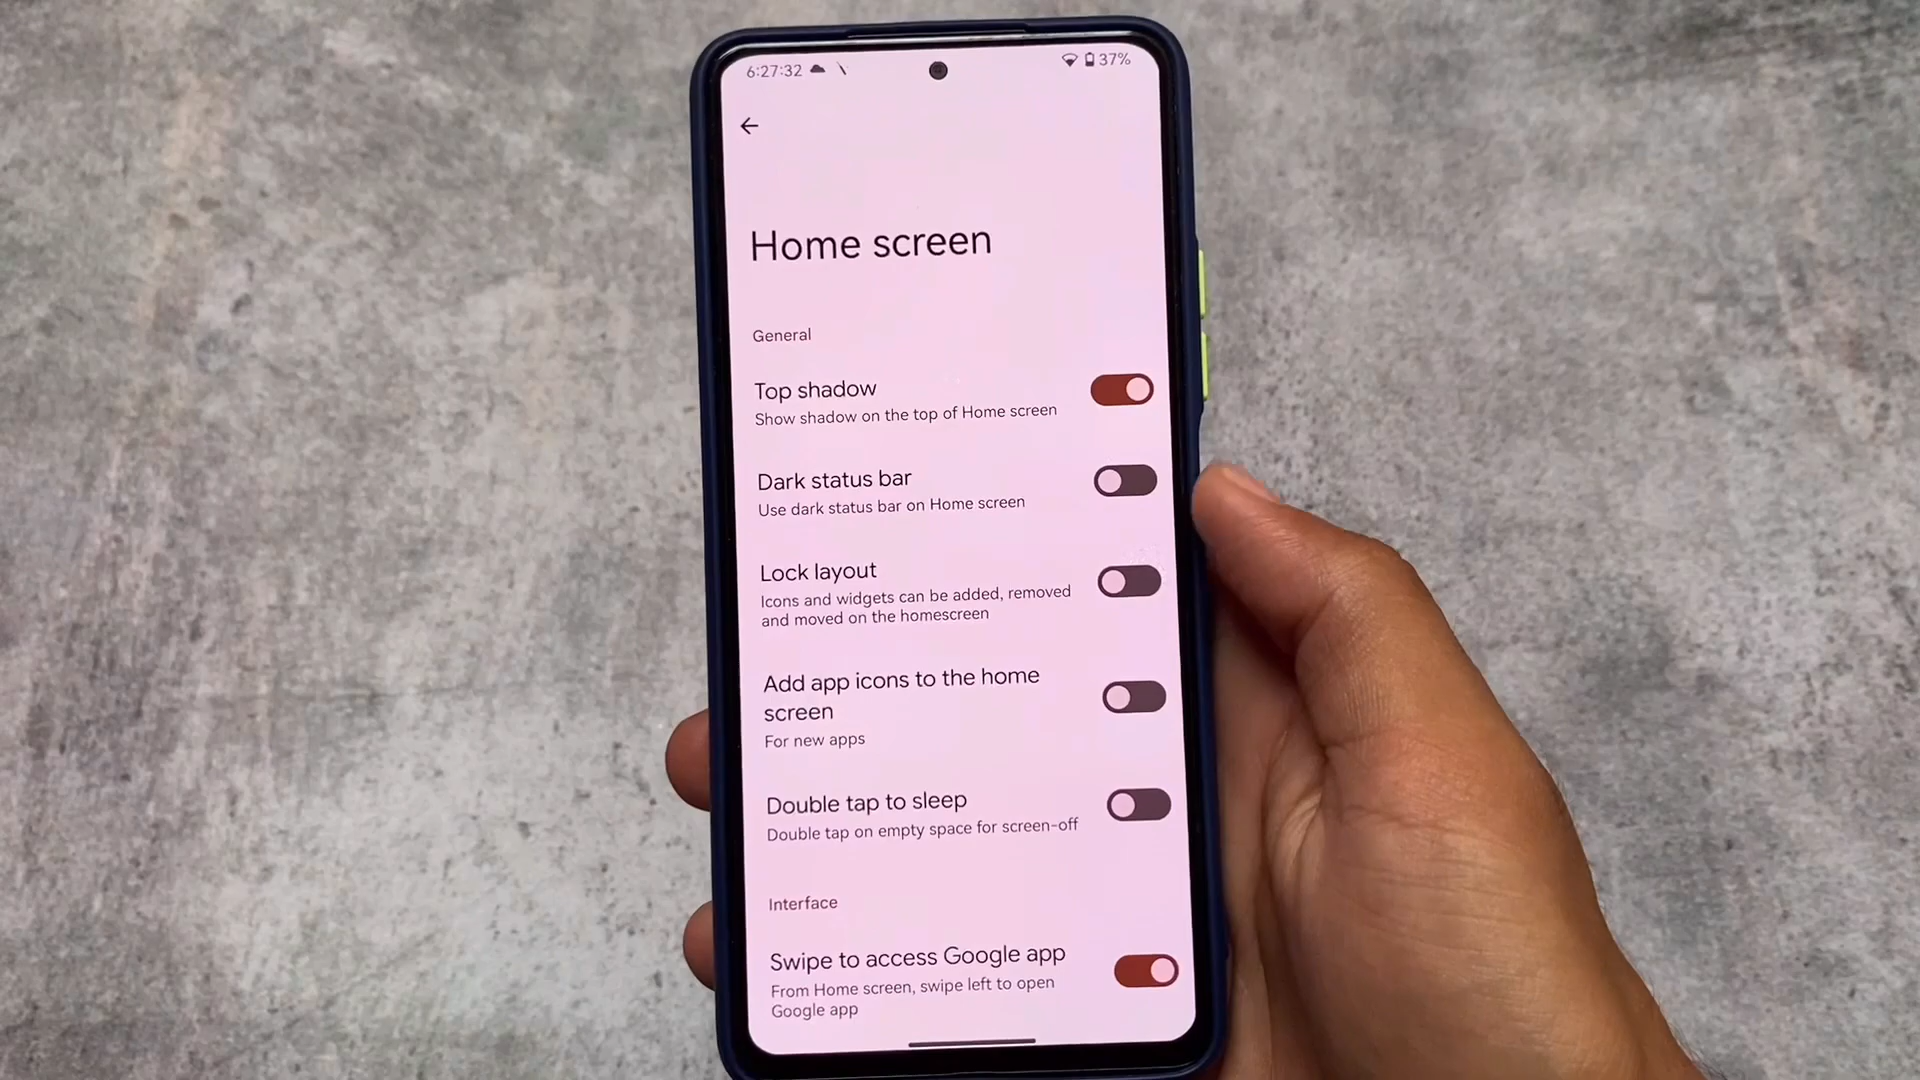 6:27:32
37%
Home screen
General
Top shadow
Show shadow on the top of Home screen
Dark status bar
Use dark status bar on Home screen
Lock layout
Icons and widgets can be added, removed
and moved on the homescreen
Add app icons to the home
screen
For new apps
Double tap to sleep
Double tap on empty space for screen-off
Interface
Swipe to access Google app
From Home screen, swipe left to open
Google app